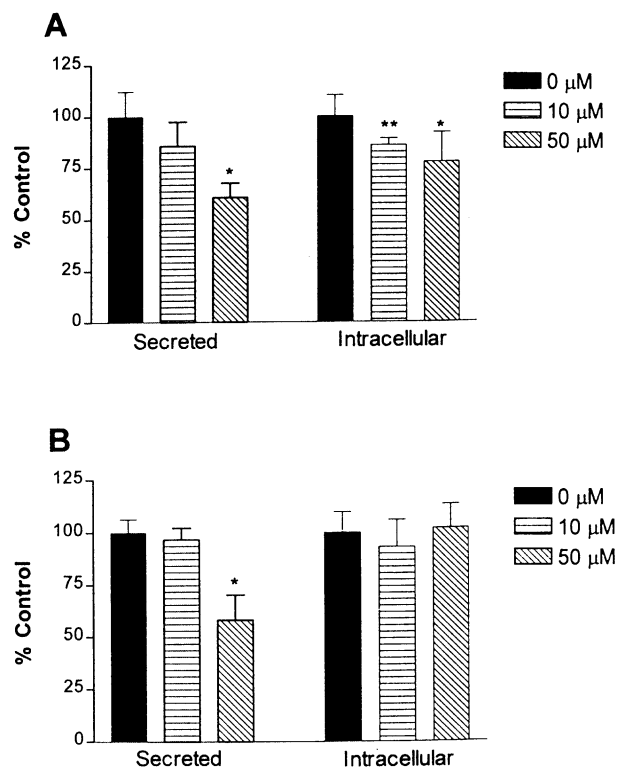 A
% Control
125
100
75
50
25
0
*
**
*
Secreted
Intracellular
0 µM
10 µM
50 µM
B
% Control
125
100
75
50
25
0
*
Secreted
Intracellular
0 µM
10 µM
50 µM